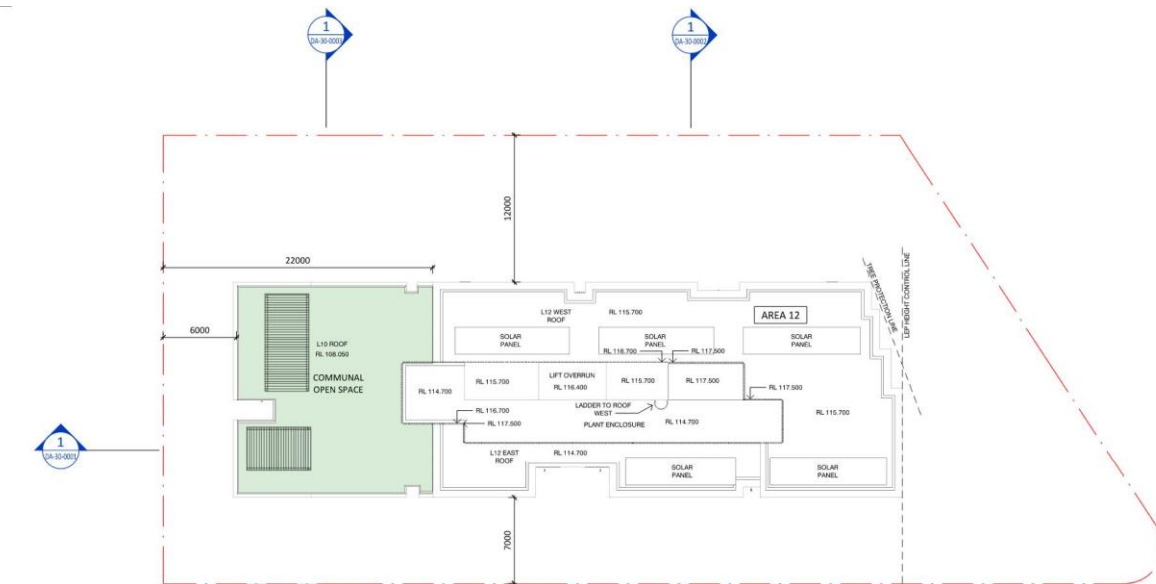 1
DA-30-0003
1
DA-30-0002
12000
22000
6000
TREE PROTECTION LINE
LEP HEIGHT CONTROL LINE
L12 WEST
ROOF
RL 115.700
AREA 12
L10 ROOF
RL 108.050
COMMUNAL
OPEN SPACE
SOLAR
PANEL
SOLAR
PANEL
SOLAR
PANEL
RL 116.700
RL 117.500
RL 114.700
RL 115.700
LIFT OVERRUN
RL 116.400
RL 115.700
RL 117.500
RL 117.500
LADDER TO ROOF
WEST
RL 116.700
RL 117.500
PLANT ENCLOSURE
RL 114.700
RL 115.700
1
DA-30-0001
L12 EAST
ROOF
RL 114.700
SOLAR
PANEL
SOLAR
PANEL
7000